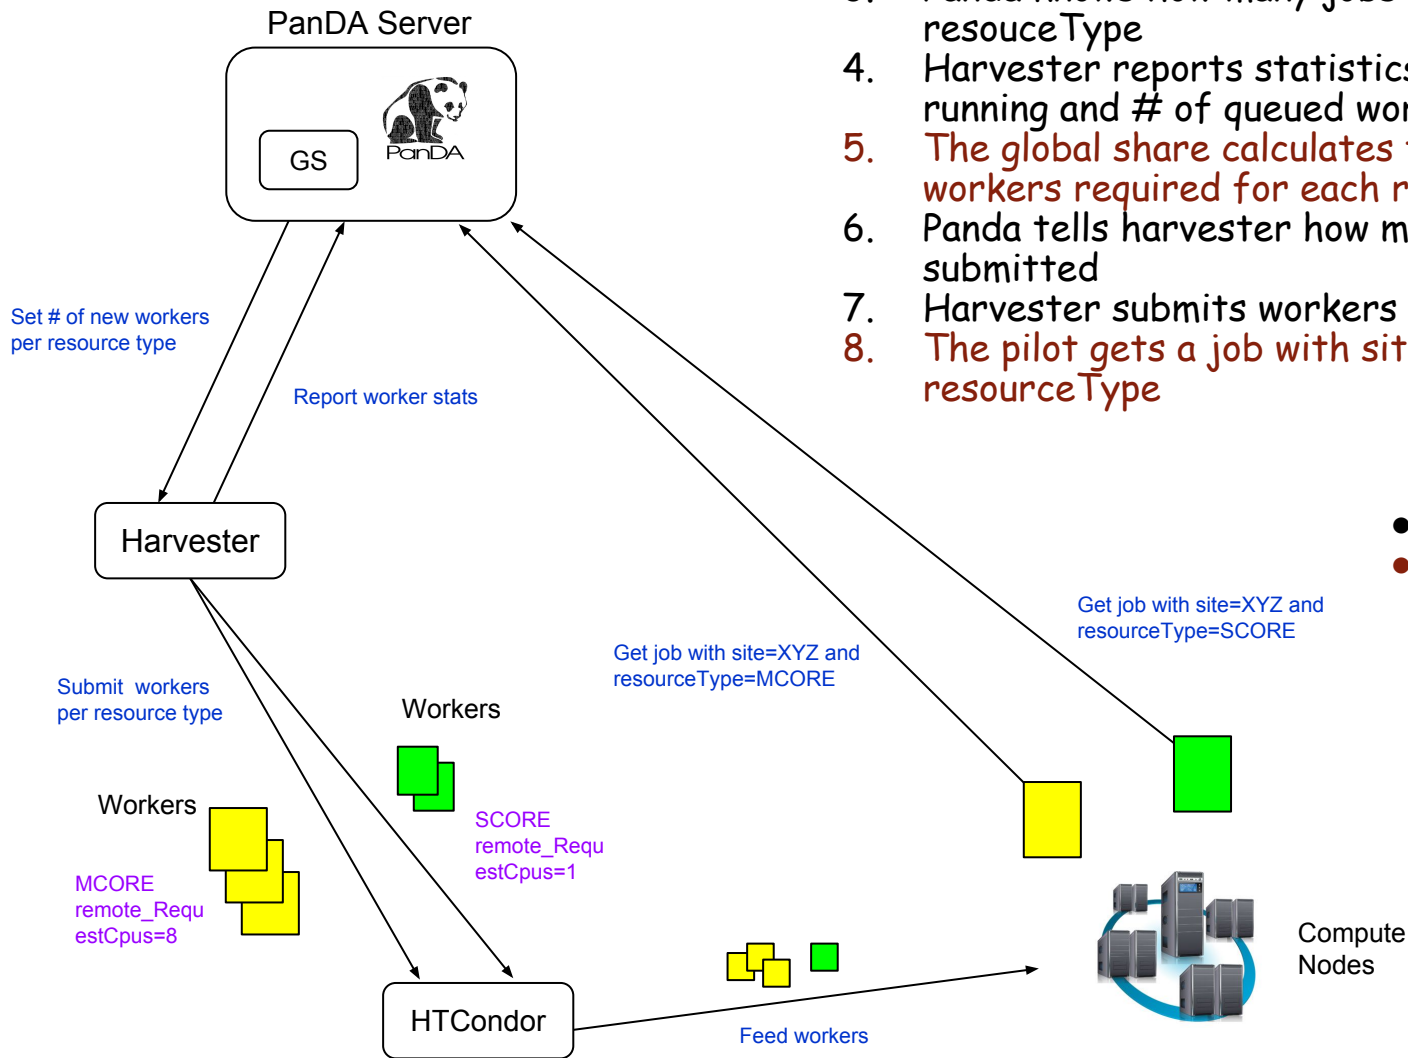 PanDA Server
GS
PanDA
resouceType
4. Harvester reports statistics
running and # of queued wor
5. The global share calculates t
workers required for each r
6. Panda tells harvester how m
submitted
7. Harvester submits workers
8. The pilot gets a job with sit
resourceType
Set # of new workers
per resource type
Report worker stats
Harvester
Get job with site=XYZ and
resourceType=SCORE
Get job with site=XYZ and
resourceType=MCORE
Submit workers
per resource type
Workers
Workers
SCORE
remote_Requ
estCpus=1
MCORE
remote_Requ
estCpus=8
Compute
Nodes
HTCondor
Feed workers